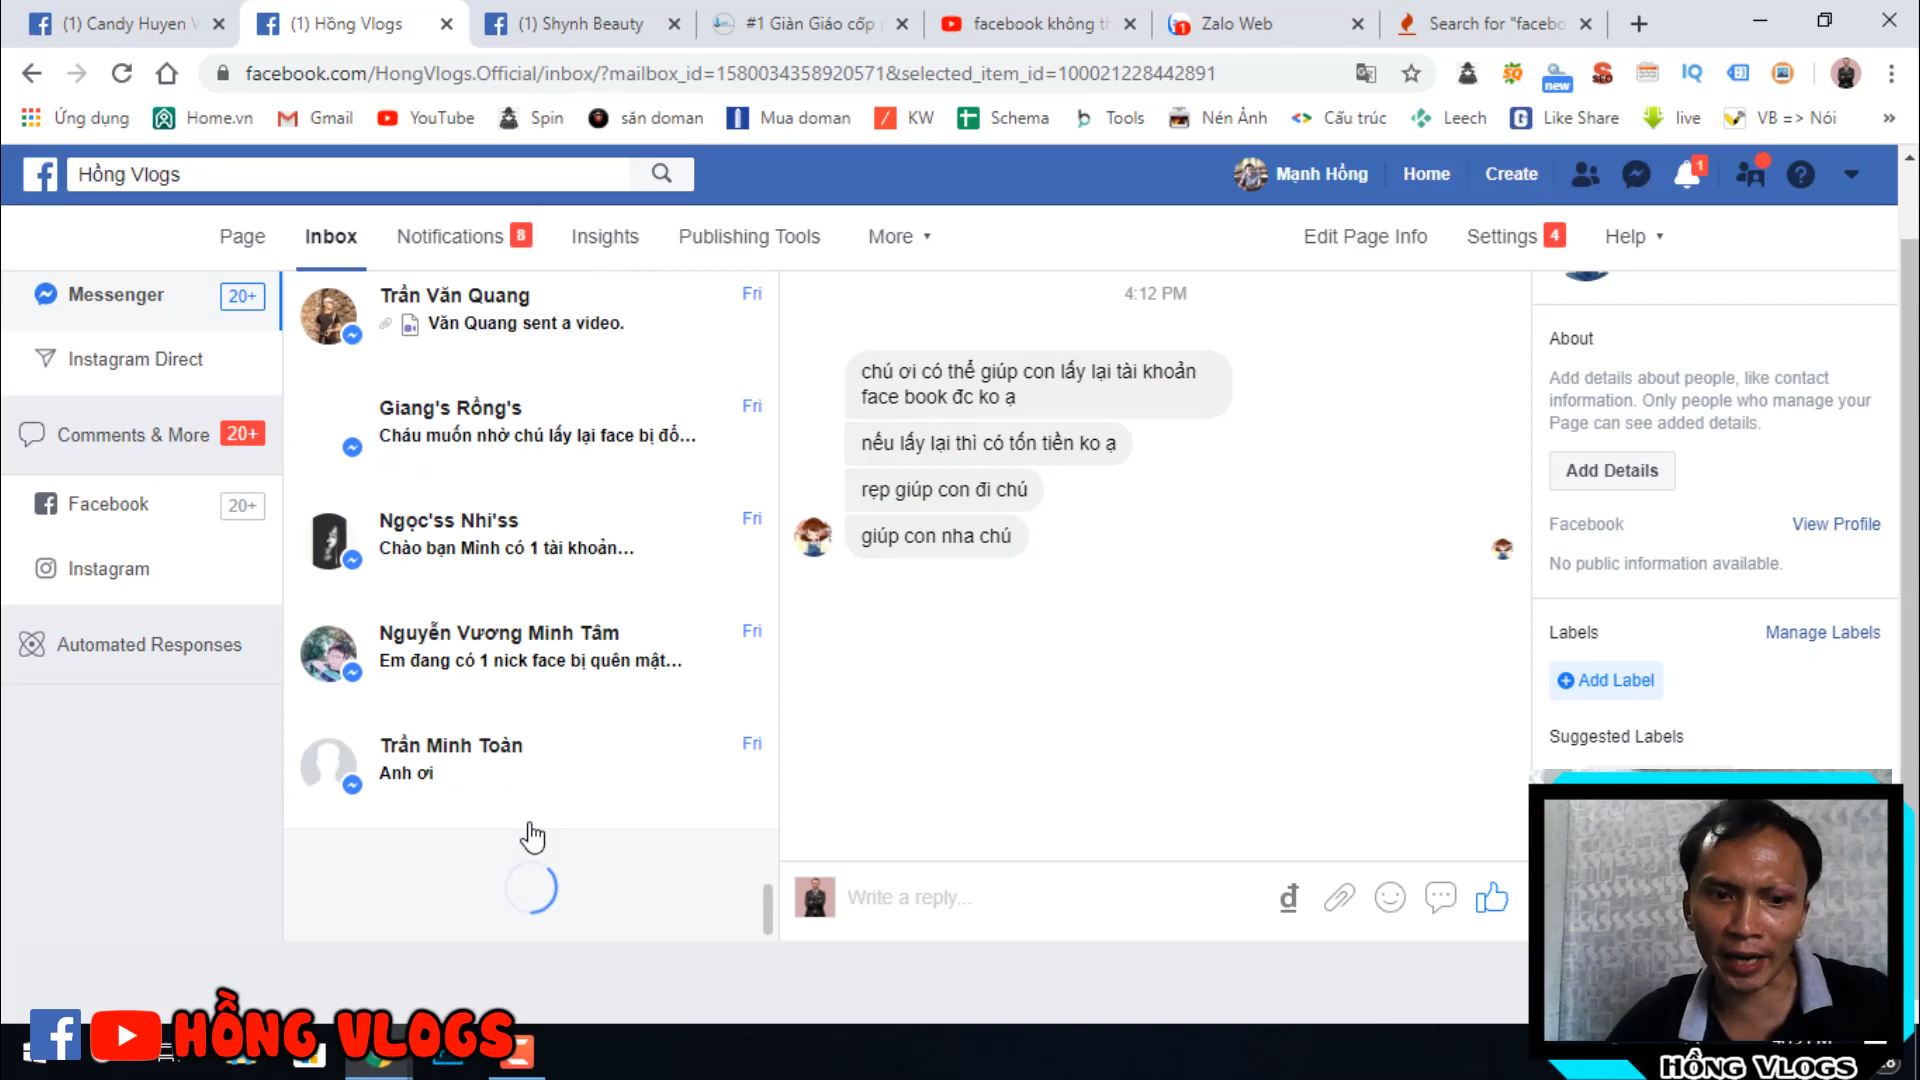 (1) Candy Huyen V
(1) Hồng Vlogs
(1) Shynh Beauty
#1 Giàn Giáo cốp
facebook không th
Zalo Web
Search for "facebo
facebook.com/HongVlogs.Official/inbox/?mailbox_id=1580034358920571&selected_item_id=100021228442891
SQ
new
SEO
IQ
Ứng dụng
Home.vn
Gmail
YouTube
Spin
săn doman
Mua doman
KW
Schema
Tools
Nén Ảnh
Cấu trúc
Leech
Like Share
live
VB => Nói
»
Hồng Vlogs
Mạnh Hồng
Home
Create
1
Page
Inbox
Notifications 8
Insights
Publishing Tools
More
Edit Page Info
Settings 4
Help
Messenger 20+
Instagram Direct
Comments & More 20+
Facebook 20+
Instagram
Automated Responses
Trần Văn Quang Fri
Văn Quang sent a video.
Giang's Rồng's Fri
Cháu muốn nhờ chú lấy lại face bị đổ...
Ngọc'ss Nhi'ss Fri
Chào bạn Mình có 1 tài khoản...
Nguyễn Vương Minh Tâm Fri
Em đang có 1 nick face bị quên mật...
Trần Minh Toàn Fri
Anh ơi
4:12 PM
chú ơi có thể giúp con lấy lại tài khoản
face book đc ko ạ
nếu lấy lại thì có tốn tiền ko ạ
rẹp giúp con đi chú
giúp con nha chú
Write a reply...
About
Add details about people, like contact
information. Only people who manage your
Page can see added details.
Add Details
Facebook View Profile
No public information available.
Labels Manage Labels
Add Label
Suggested Labels
HỒNG VLOGS
HỒNG VLOGS